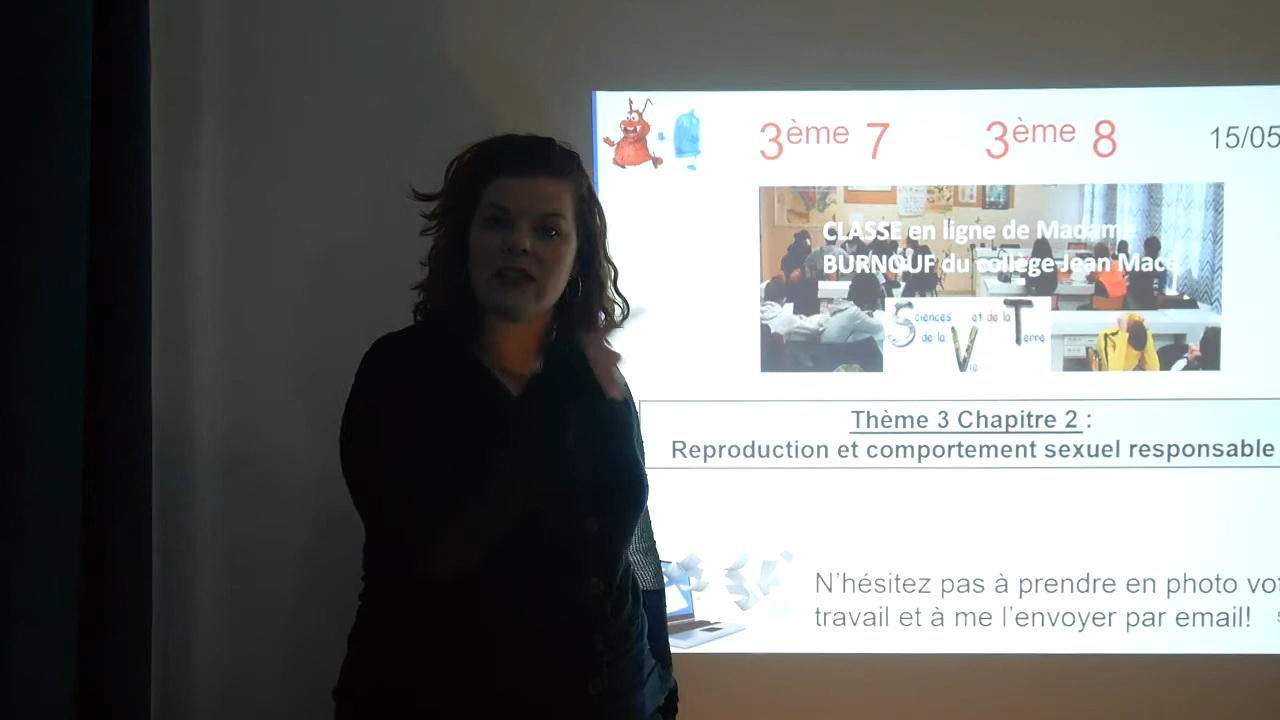 3ème 7 3ème 8 15/05
CLASSE en ligne de Madame
BURNOUF du collège Jean Macé
Sciences et de la Terre
de la Vie
Thème 3 Chapitre 2 :
Reproduction et comportement sexuel responsable
N'hésitez pas à prendre en photo vot
travail et à me l'envoyer par email!